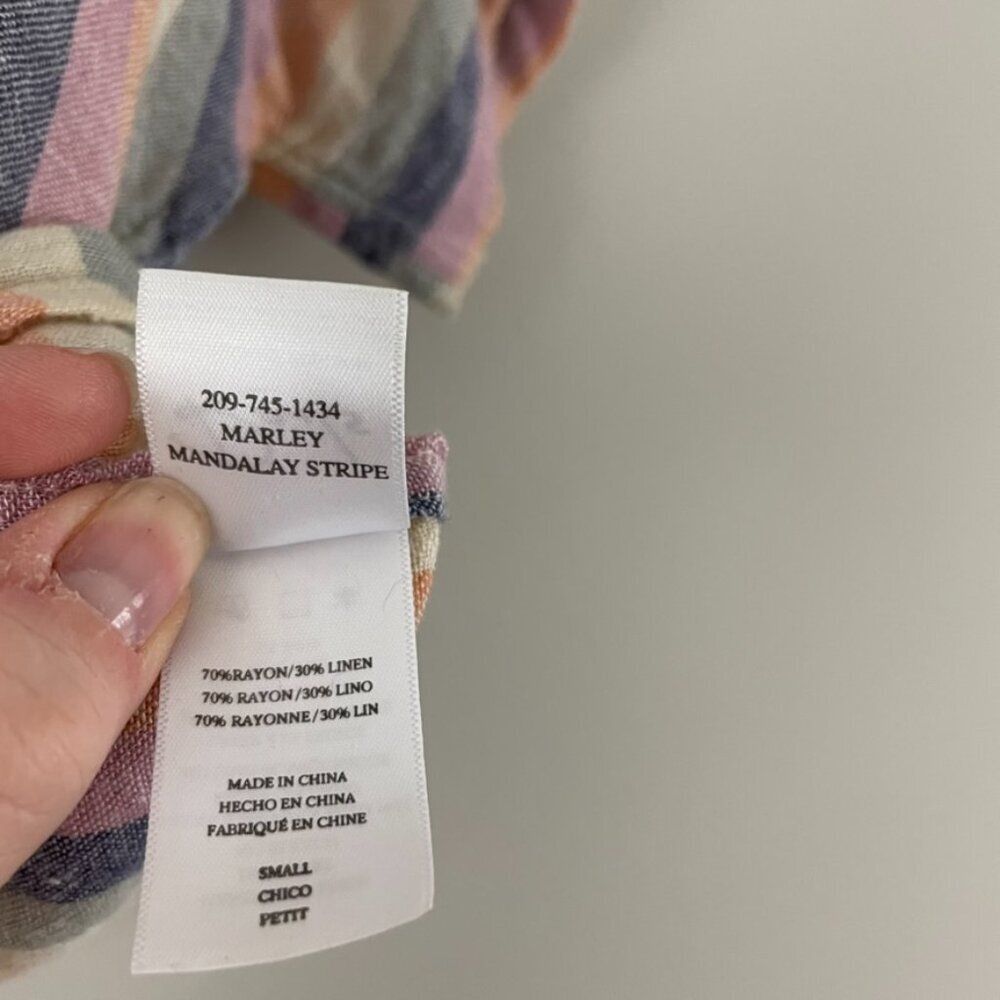 209-745-1434
MARLEY
MANDALAY STRIPE
70%RAYON/30% LINEN
70% RAYON/30% LINO
70% RAYONNE/30% LIN
MADE IN CHINA
HECHO EN CHINA
FABRIQUÉ EN CHINE
SMALL
CHICO
PETIT